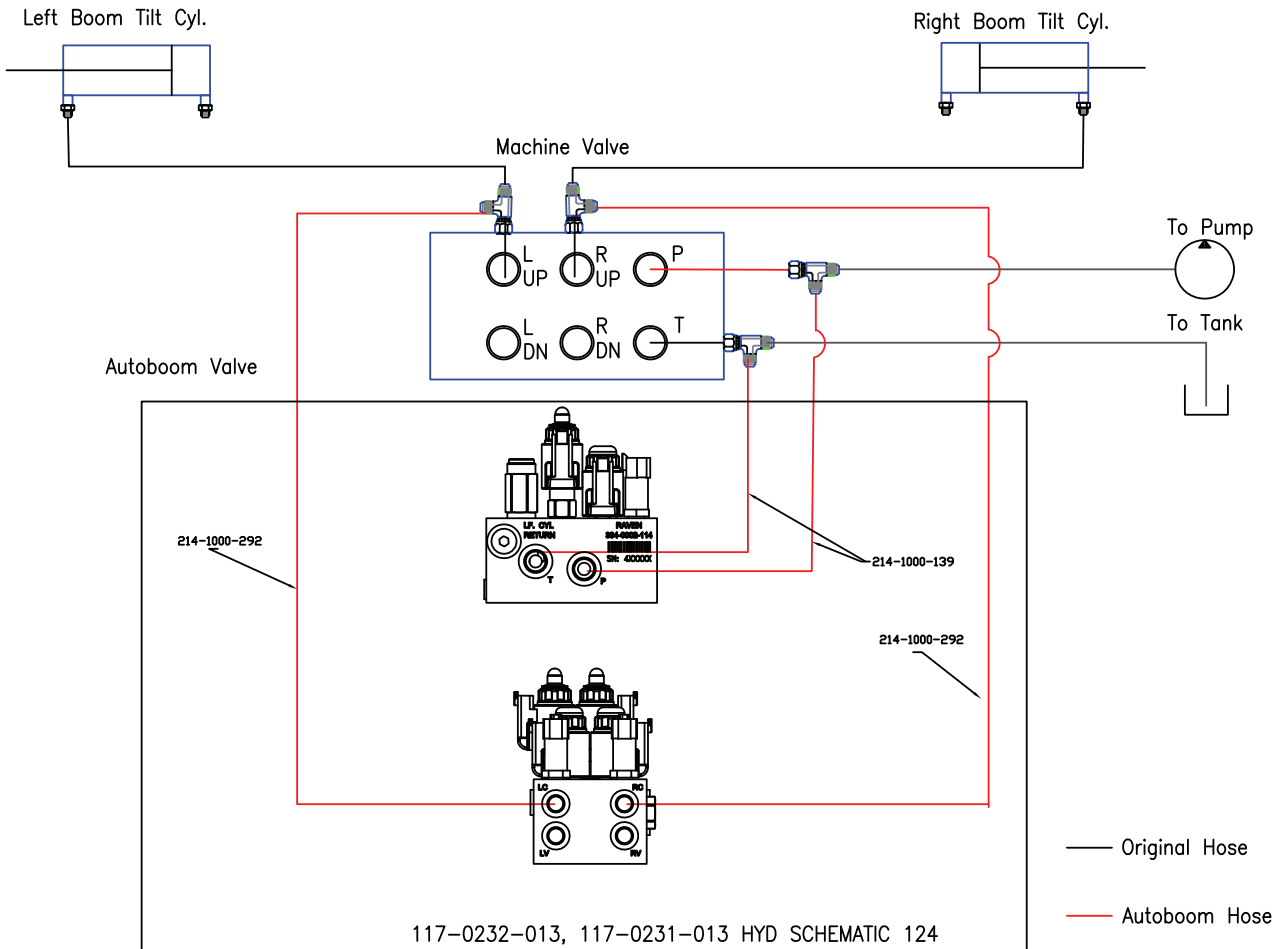 Left Boom Tilt Cyl.
Right Boom Tilt Cyl.
Machine Valve
To Pump
L
UP
R
UP
P
L
DN
R
DN
T
To Tank
Autoboom Valve
LF. CYL
RETURN
RAVEN
SN: 4XXXXX
T
P
214-1000-292
214-1000-139
214-1000-292
LC
RC
LV
RV
Original Hose
Autoboom Hose
117-0232-013, 117-0231-013 HYD SCHEMATIC 124